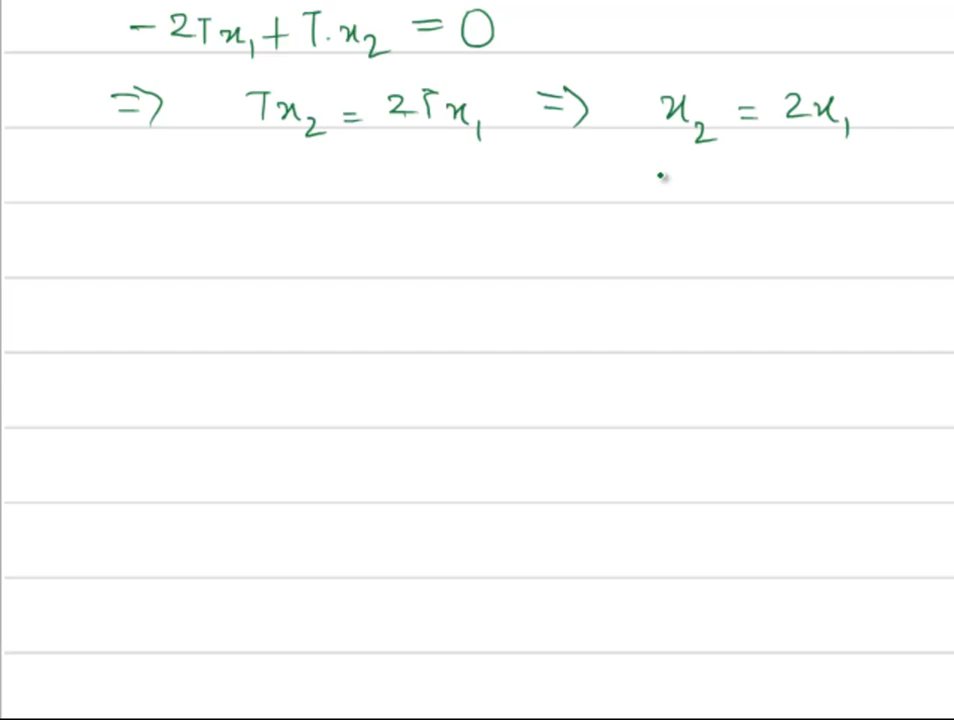 - 2Tx₁ + T.x₂ = 0
=> Tx₂ = 2Tx₁ => x₂ = 2x₁